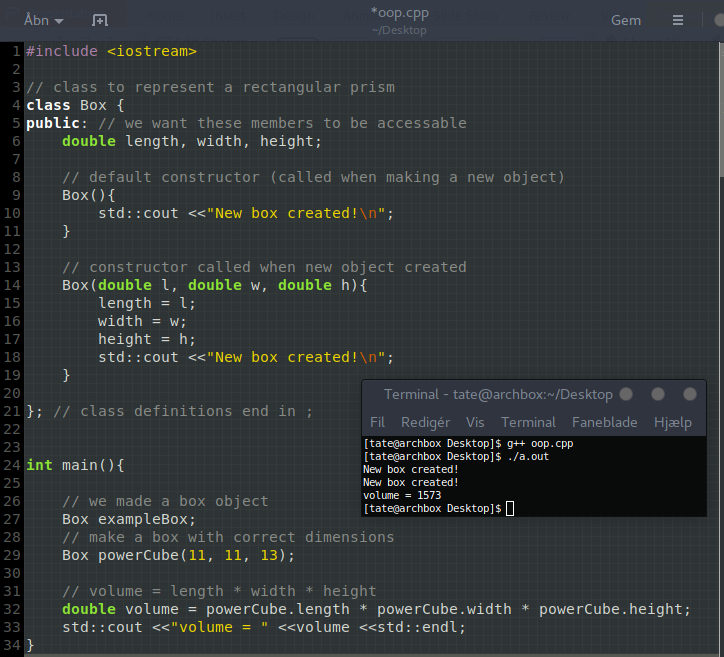 Åbn
*oop.cpp
~/Desktop
Gem
1 #include <iostream>
2
3 // class to represent a rectangular prism
4 class Box {
5 public: // we want these members to be accessable
6     double length, width, height;
7
8     // default constructor (called when making a new object)
9     Box(){
10         std::cout <<"New box created!\n";
11     }
12
13     // constructor called when new object created
14     Box(double l, double w, double h){
15         length = l;
16         width = w;
17         height = h;
18         std::cout <<"New box created!\n";
19     }
20
21 }; // class definitions end in ;
22
23
24 int main(){
25
26     // we made a box object
27     Box exampleBox;
28     // make a box with correct dimensions
29     Box powerCube(11, 11, 13);
30
31     // volume = length * width * height
32     double volume = powerCube.length * powerCube.width * powerCube.height;
33     std::cout <<"volume = " <<volume <<std::endl;
34 }
Terminal - tate@archbox:~/Desktop
Fil Redigér Vis Terminal Faneblade Hjælp
[tate@archbox Desktop]$ g++ oop.cpp
[tate@archbox Desktop]$ ./a.out
New box created!
New box created!
volume = 1573
[tate@archbox Desktop]$